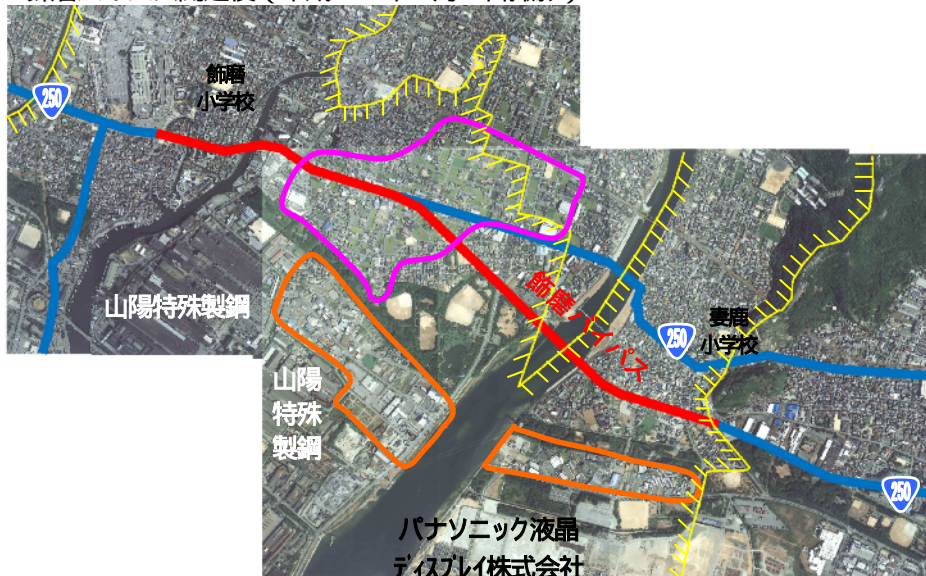 飾磨
小学校
250
山陽特殊製鋼
飾磨バイパス
妻鹿
小学校
250
山陽
特殊
製鋼
250
パナソニック液晶
ディスプレイ株式会社